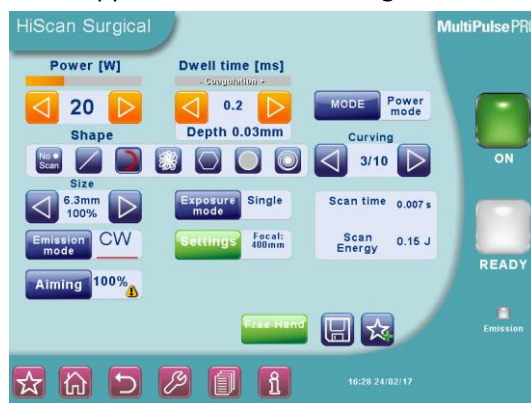 HiScan Surgical
MultiPulse PRO
Power [W]
Dwell time [ms]
- Coagulation +
20
0.2
MODE
Power mode
Depth 0.03mm
Shape
Curving
No Scan
3/10
Size
6.3mm
100%
Exposure mode
Single
Scan time 0.007 s
Emission mode
CW
Settings
Focal: 400mm
Scan Energy 0.15 J
Aiming
100%
Free Hand
16:28 24/02/17
ON
READY
Emission